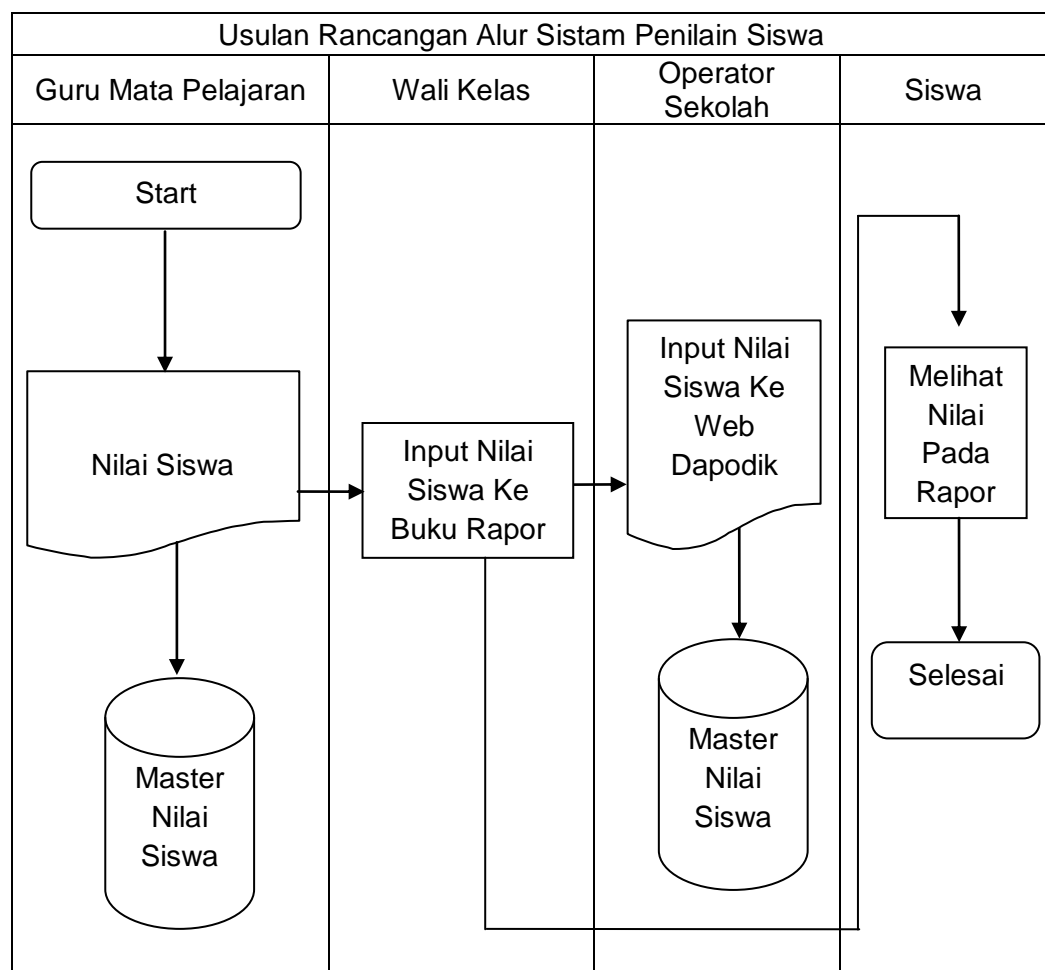 Usulan Rancangan Alur Sistam Penilain Siswa
Guru Mata Pelajaran
Wali Kelas
Operator
Sekolah
Siswa
Start
Nilai Siswa
Master
Nilai
Siswa
Input Nilai
Siswa Ke
Buku Rapor
Input Nilai
Siswa Ke
Web
Dapodik
Master
Nilai
Siswa
Melihat
Nilai
Pada
Rapor
Selesai